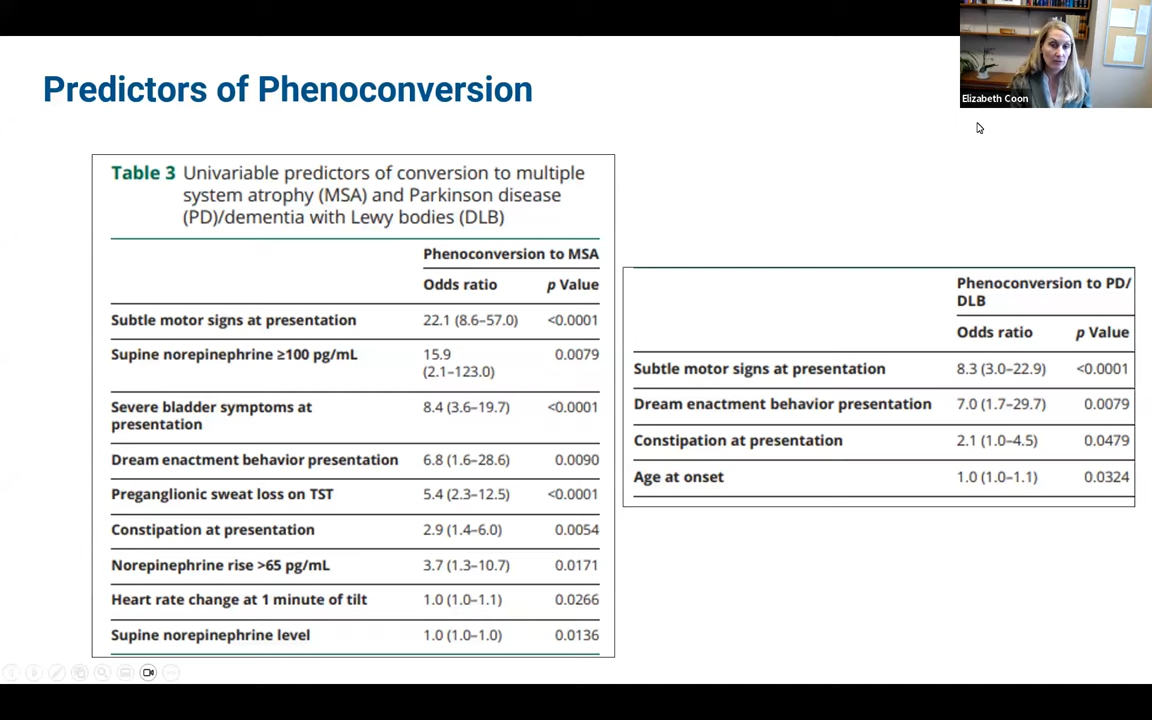 Elizabeth Coon
Predictors of Phenoconversion
Table 3 Univariable predictors of conversion to multiple
system atrophy (MSA) and Parkinson disease
(PD)/dementia with Lewy bodies (DLB)
Phenoconversion to MSA
Odds ratio p Value
Subtle motor signs at presentation 22.1 (8.6–57.0) <0.0001
Supine norepinephrine ≥100 pg/mL 15.9 0.0079
(2.1–123.0)
Severe bladder symptoms at 8.4 (3.6–19.7) <0.0001
presentation
Dream enactment behavior presentation 6.8 (1.6–28.6) 0.0090
Preganglionic sweat loss on TST 5.4 (2.3–12.5) <0.0001
Constipation at presentation 2.9 (1.4–6.0) 0.0054
Norepinephrine rise >65 pg/mL 3.7 (1.3–10.7) 0.0171
Heart rate change at 1 minute of tilt 1.0 (1.0–1.1) 0.0266
Supine norepinephrine level 1.0 (1.0–1.0) 0.0136
Phenoconversion to PD/
DLB
Odds ratio p Value
Subtle motor signs at presentation 8.3 (3.0–22.9) <0.0001
Dream enactment behavior presentation 7.0 (1.7–29.7) 0.0079
Constipation at presentation 2.1 (1.0–4.5) 0.0479
Age at onset 1.0 (1.0–1.1) 0.0324